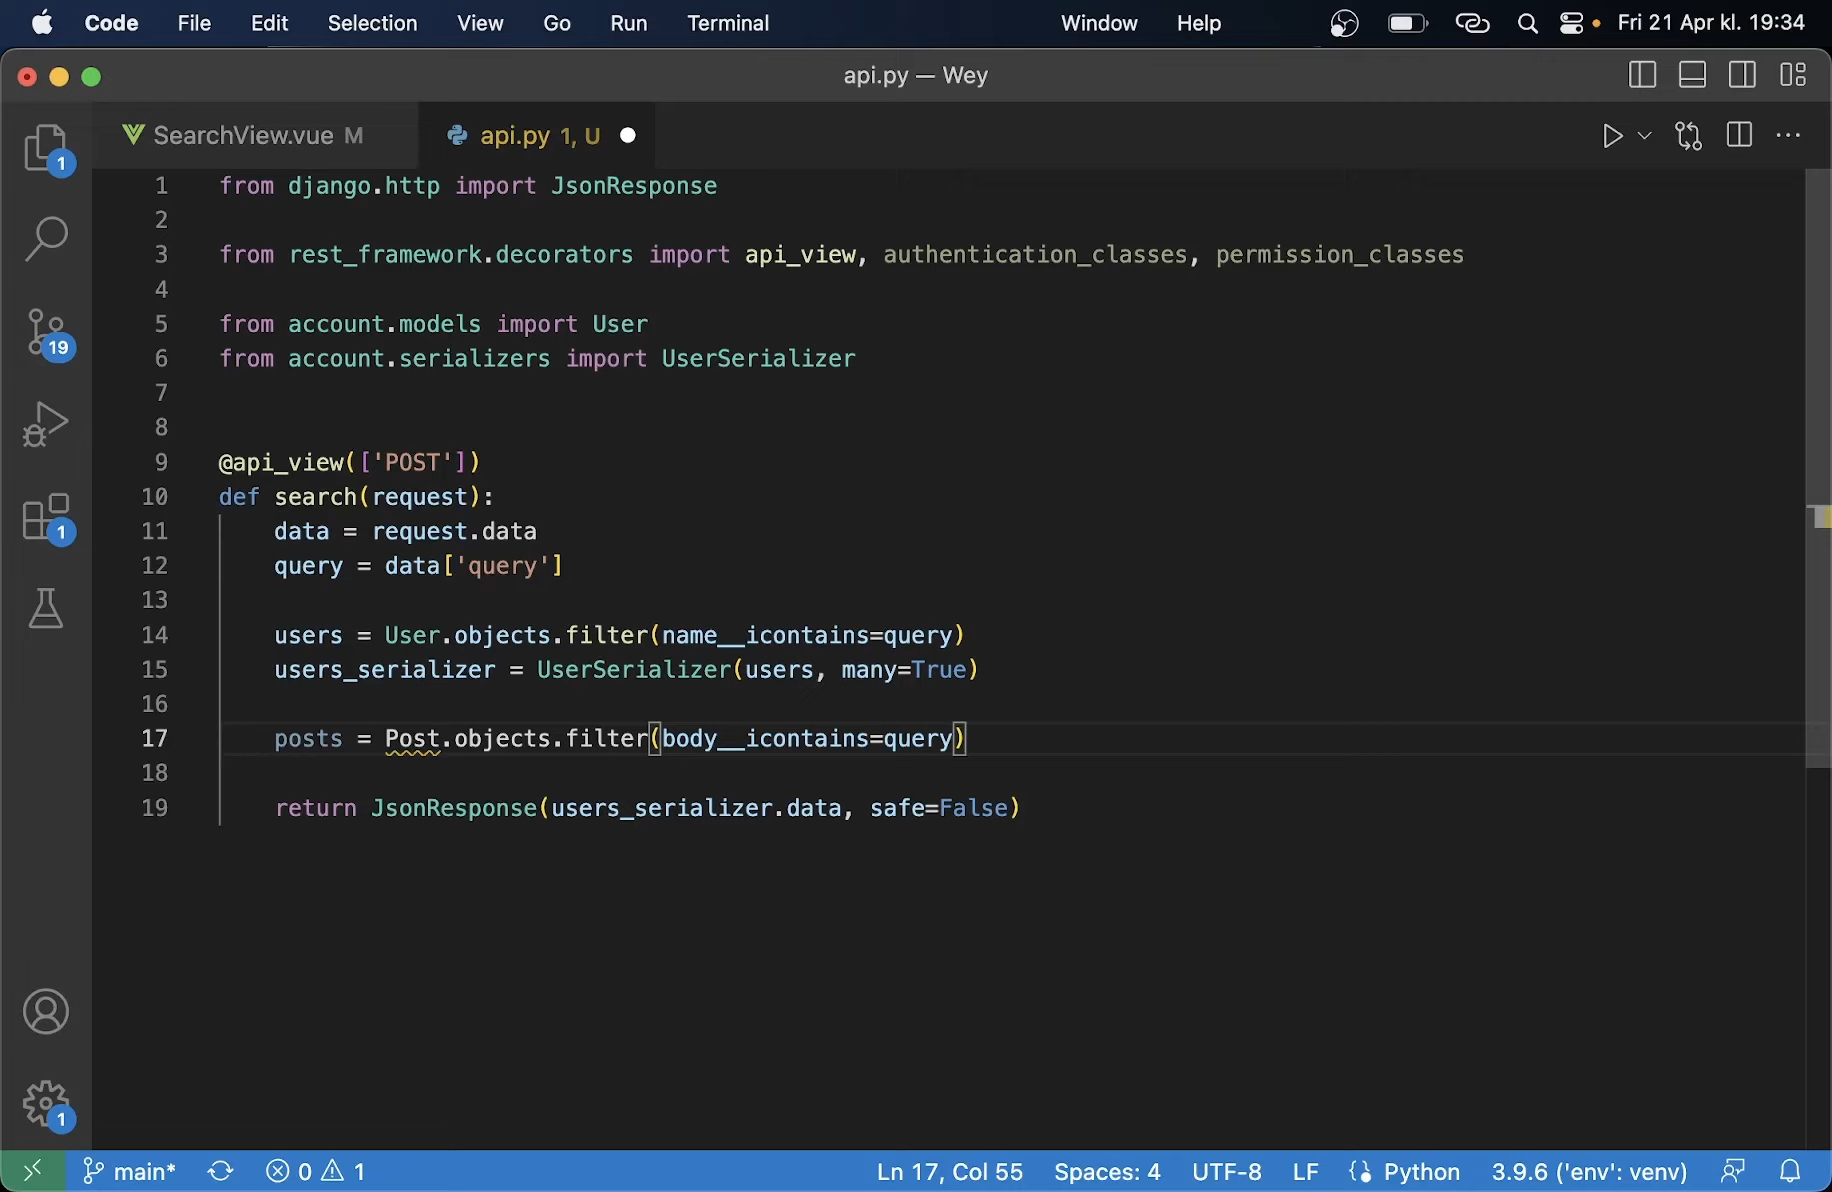 Code File Edit Selection View Go Run Terminal Window Help Fri 21 Apr kl. 19:34
api.py — Wey
SearchView.vue M api.py 1, U
1 from django.http import JsonResponse
2
3 from rest_framework.decorators import api_view, authentication_classes, permission_classes
4
5 from account.models import User
6 from account.serializers import UserSerializer
7
8
9 @api_view(['POST'])
10 def search(request):
11 data = request.data
12 query = data['query']
13
14 users = User.objects.filter(name__icontains=query)
15 users_serializer = UserSerializer(users, many=True)
16
17 posts = Post.objects.filter(body__icontains=query)
18
19 return JsonResponse(users_serializer.data, safe=False)
1
19
1
1
main* 0 1 Ln 17, Col 55 Spaces: 4 UTF-8 LF Python 3.9.6 ('env': venv)